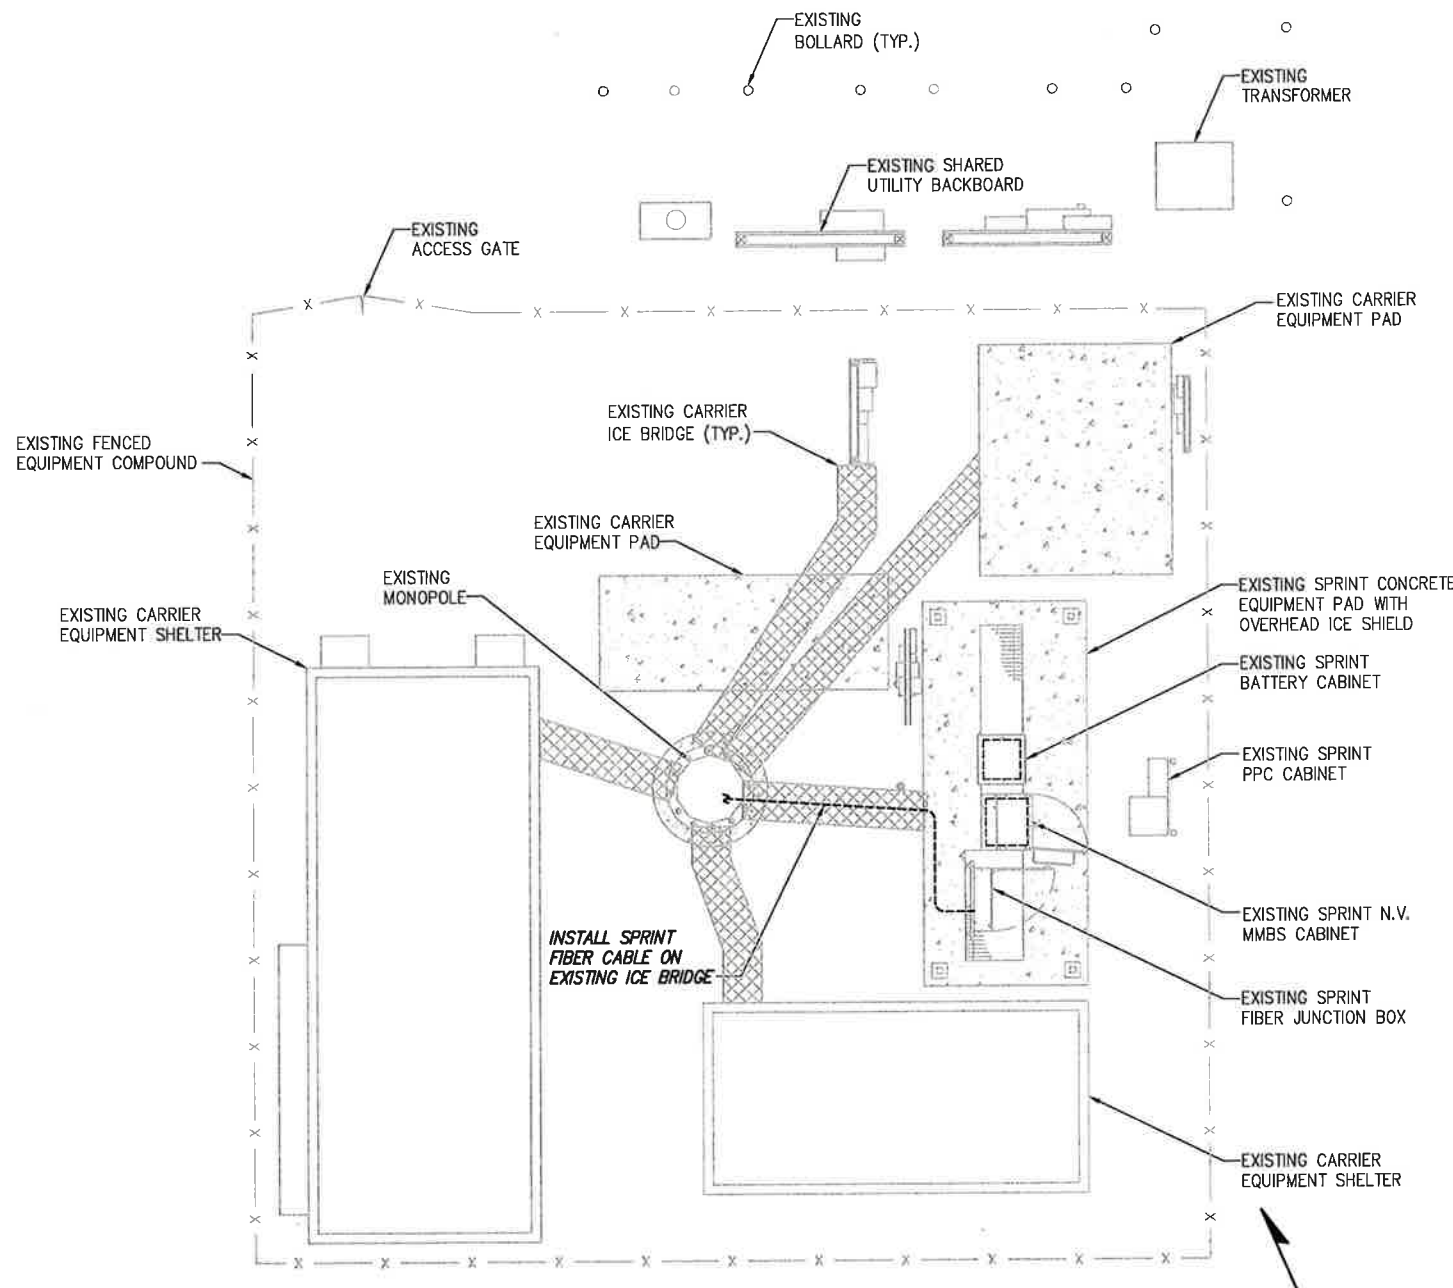 EXISTING
BOLLARD (TYP.)
EXISTING
TRANSFORMER
EXISTING SHARED
UTILITY BACKBOARD
EXISTING
ACCESS GATE
EXISTING CARRIER
EQUIPMENT PAD
EXISTING CARRIER
ICE BRIDGE (TYP.)
EXISTING FENCED
EQUIPMENT COMPOUND
EXISTING CARRIER
EQUIPMENT PAD
EXISTING
MONOPOLE
EXISTING CARRIER
EQUIPMENT SHELTER
EXISTING SPRINT CONCRETE
EQUIPMENT PAD WITH
OVERHEAD ICE SHIELD
EXISTING SPRINT
BATTERY CABINET
EXISTING SPRINT
PPC CABINET
EXISTING SPRINT N.V.
MMBS CABINET
INSTALL SPRINT
FIBER CABLE ON
EXISTING ICE BRIDGE
EXISTING SPRINT
FIBER JUNCTION BOX
EXISTING CARRIER
EQUIPMENT SHELTER